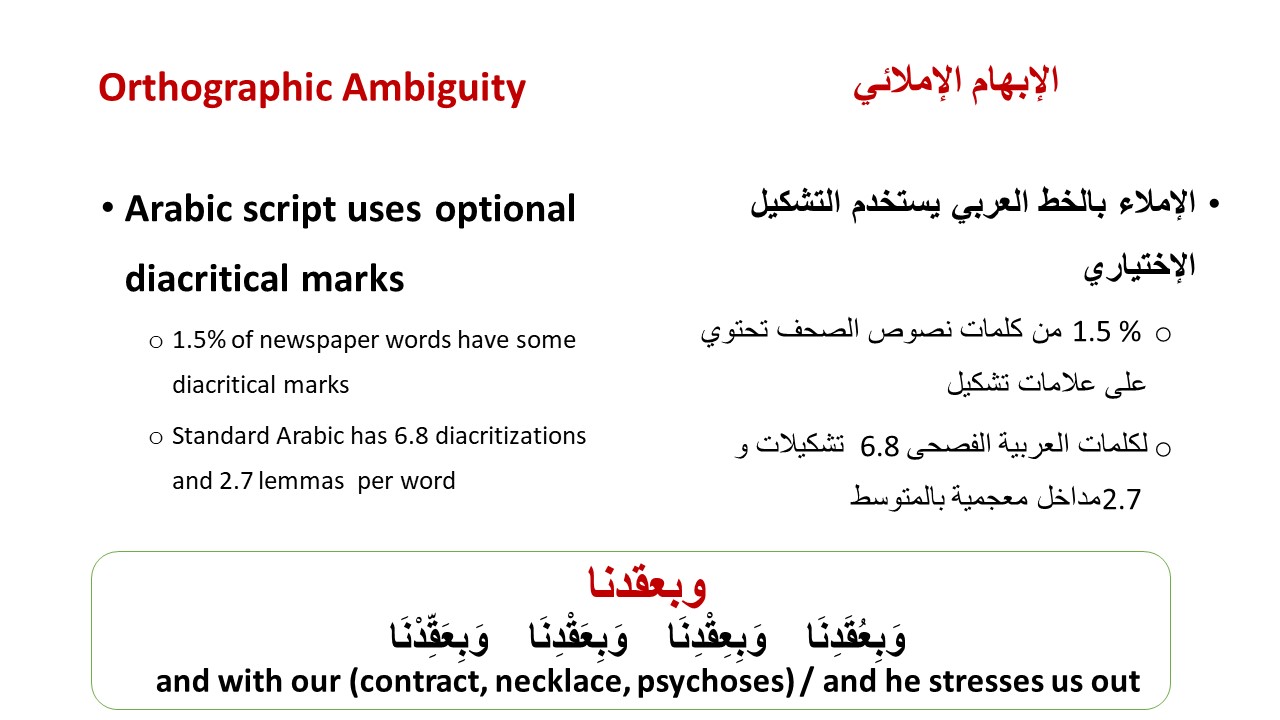 Orthographic Ambiguity
الإبهام الإملائي
• Arabic script uses optional
diacritical marks
o 1.5% of newspaper words have some
diacritical marks
o Standard Arabic has 6.8 diacritizations
and 2.7 lemmas per word
• الإملاء بالخط العربي يستخدم التشكيل
الإختياري
o % 1.5 من كلمات نصوص الصحف تحتوي
على علامات تشكيل
o لكلمات العربية الفصحى 6.8 تشكيلات و
2.7مداخل معجمية بالمتوسط
وبعقدنا
وَبِعُقَدِنَا وَبِعِقْدِنَا وَبِعَقْدِنَا وَبِعَقِّدْنَا
and with our (contract, necklace, psychoses) / and he stresses us out